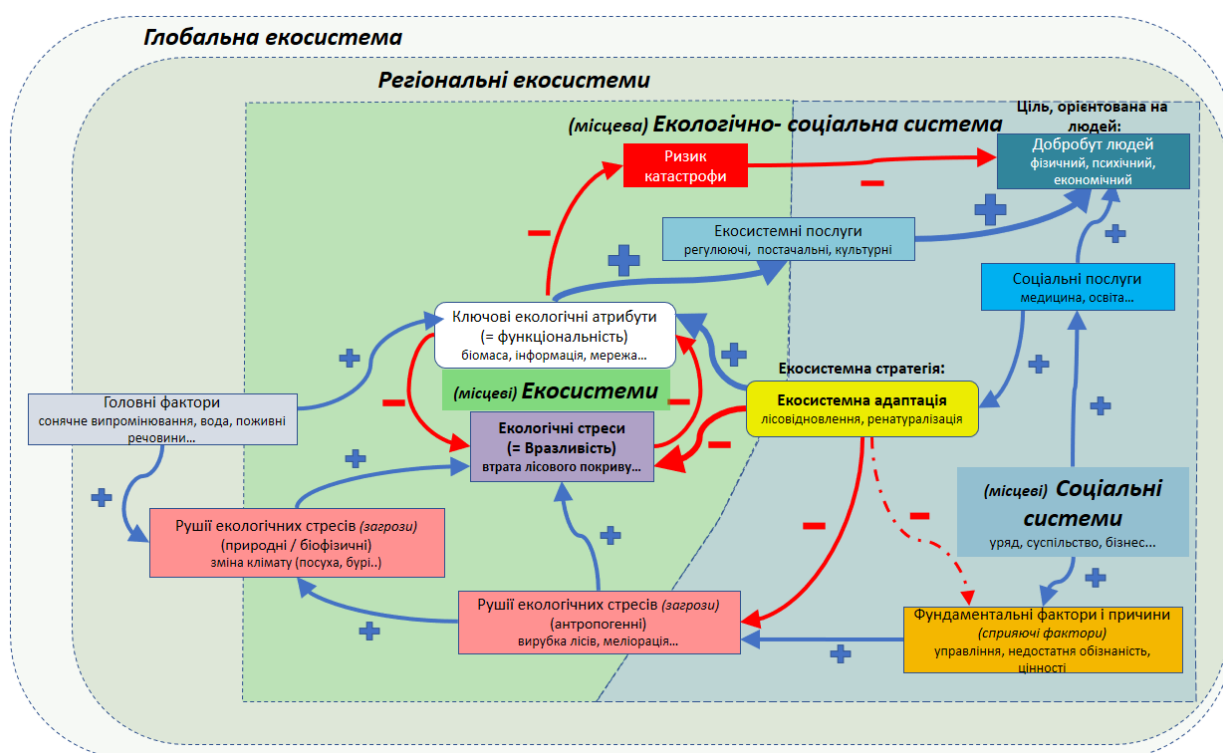 Глобальна екосистема
Регіональні екосистеми
(місцева) Екологічно- соціальна система
Ціль, орієнтована на
людей:
Добробут людей
фізичний, психічний,
економічний
Ризик
катастрофи
Екосистемні послуги
регулюючі, постачальні, культурні
Соціальні послуги
медицина, освіта...
Ключові екологічні атрибути
(= функціональність)
біомаса, інформація, мережа...
(місцеві) Екосистеми
Екосистемна стратегія:
Екосистемна адаптація
лісовідновлення, ренатуралізація
Головні фактори
сонячне випромінювання, вода, поживні
речовини...
Екологічні стреси
(= Вразливість)
втрата лісового покриву...
(місцеві) Соціальні
системи
уряд, суспільство, бізнес...
Рушії екологічних стресів (загрози)
(природні / біофізичні)
зміна клімату (посуха, бурі..)
Рушії екологічних стресів (загрози)
(антропогенні)
вирубка лісів, меліорація...
Фундаментальні фактори і причини
(сприяючі фактори)
управління, недостатня обізнаність,
цінності